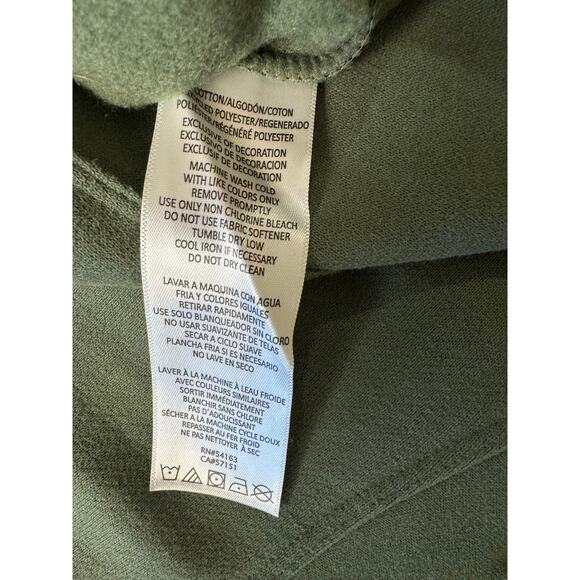 COTTON/ALGODÓN/COTON
POLYESTER/REGENERADO
POLIÉSTER/RÉGÉNÉRÉ POLYESTER
EXCLUSIVE OF DECORATION
EXCLUSIVO DE DECORACION
EXCLUSIF DE DECORATION
MACHINE WASH COLD
WITH LIKE COLORS ONLY
REMOVE PROMPTLY
USE ONLY NON CHLORINE BLEACH
DO NOT USE FABRIC SOFTENER
TUMBLE DRY LOW
COOL IRON IF NECESSARY
DO NOT DRY CLEAN
LAVAR A MAQUINA CON AGUA
FRIA Y COLORES IGUALES
RETIRAR RAPIDAMENTE
USE SOLO BLANQUEADOR SIN CLORO
NO USAR SUAVIZANTE DE TELAS
SECAR A CICLO SUAVE
PLANCHA FRIA SI ES NECESARIO
NO LAVE EN SECO
LAVER À LA MACHINE À L'EAU FROIDE
AVEC COULEURS SIMILAIRES
SORTIR IMMÉDIATEMENT
BLANCHIR SANS CHLORE
PAS D'ADOUCISSANT
SÉCHER A LA MACHINE CYCLE DOUX
REPASSER AU FER FROID
NE PAS NETTOYER À SEC
RN#54163
CA#57151